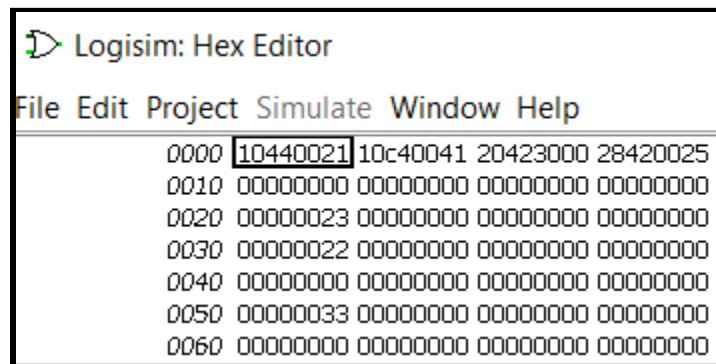 Logisim: Hex Editor
File Edit Project Simulate Window Help
0000 10440021 10c40041 20423000 28420025
0010 00000000 00000000 00000000 00000000
0020 00000023 00000000 00000000 00000000
0030 00000022 00000000 00000000 00000000
0040 00000000 00000000 00000000 00000000
0050 00000033 00000000 00000000 00000000
0060 00000000 00000000 00000000 00000000